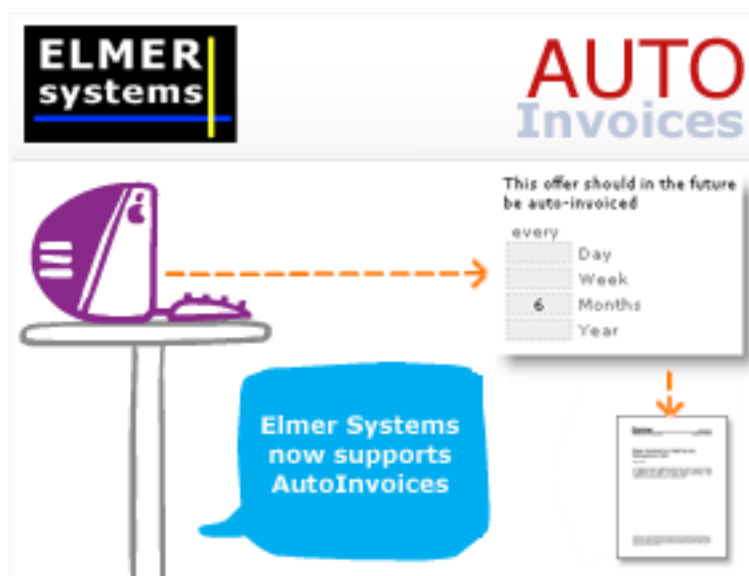 ELMER
systems
AUTO
Invoices
This offer should in the future
be auto-invoiced
every
Day
Week
6 Months
Year
Elmer Systems
now supports
AutoInvoices